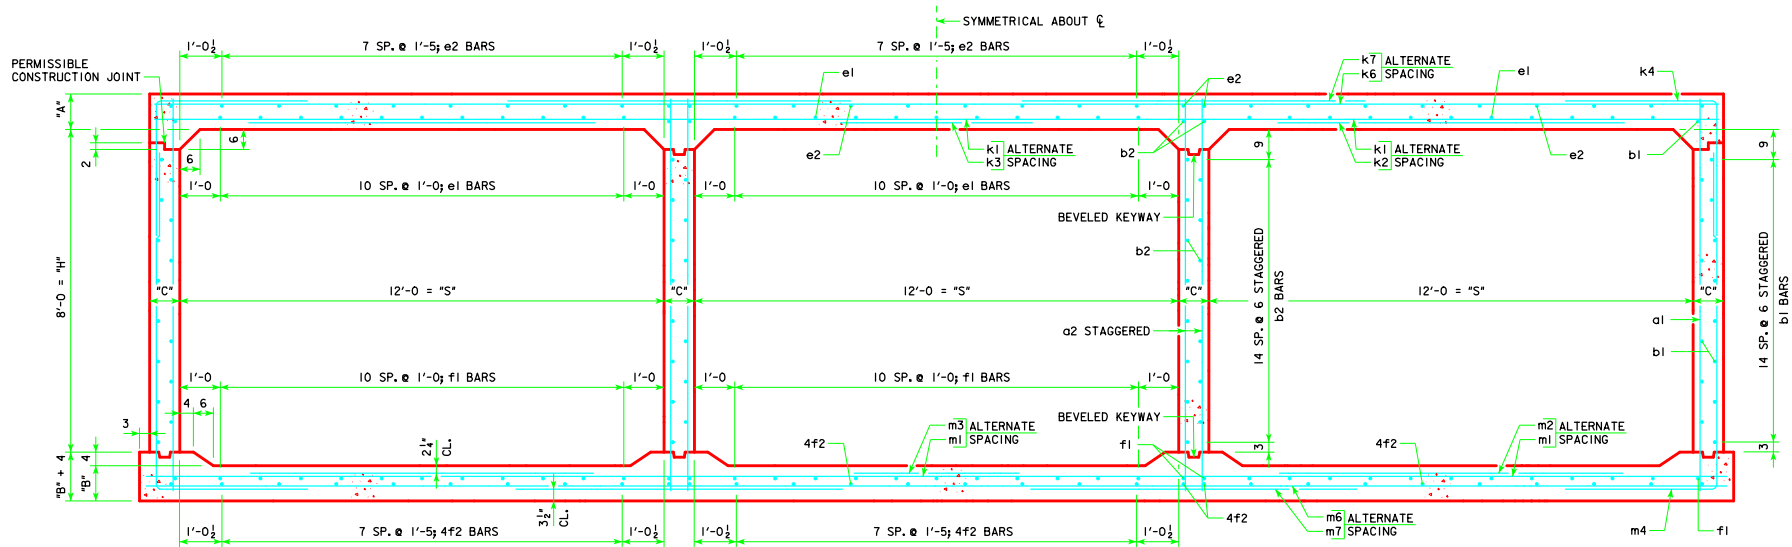 SYMMETRICAL ABOUT ℄
1'-0½
7 SP. @ 1'-5; e2 BARS
1'-0½
1'-0½
7 SP. @ 1'-5; e2 BARS
1'-0½
PERMISSIBLE
CONSTRUCTION JOINT
e1
e2
k7 ALTERNATE
k6 SPACING
e1
k4
"A"
2
6
6
e2
k1 ALTERNATE
k3 SPACING
b2
9
k1 ALTERNATE
k2 SPACING
e2
b1
9
1'-0
10 SP. @ 1'-0; e1 BARS
1'-0
1'-0
10 SP. @ 1'-0; e1 BARS
1'-0
BEVELED KEYWAY
b2
8'-0 = "H"
"C"
12'-0 = "S"
"C"
12'-0 = "S"
"C"
12'-0 = "S"
"C"
14 SP. @ 6 STAGGERED
b2 BARS
14 SP. @ 6 STAGGERED
b1 BARS
a2 STAGGERED
a1
b1
1'-0
10 SP. @ 1'-0; f1 BARS
1'-0
1'-0
10 SP. @ 1'-0; f1 BARS
1'-0
4
6
3
BEVELED KEYWAY
m3 ALTERNATE
m1 SPACING
m2 ALTERNATE
m1 SPACING
2¼"
CL.
4f2
f1
3
4f2
3
"B" + 4
"B"
4
3½"
CL.
4f2
m6 ALTERNATE
m7 SPACING
m4
f1
1'-0½
7 SP. @ 1'-5; 4f2 BARS
1'-0½
1'-0½
7 SP. @ 1'-5; 4f2 BARS
1'-0½